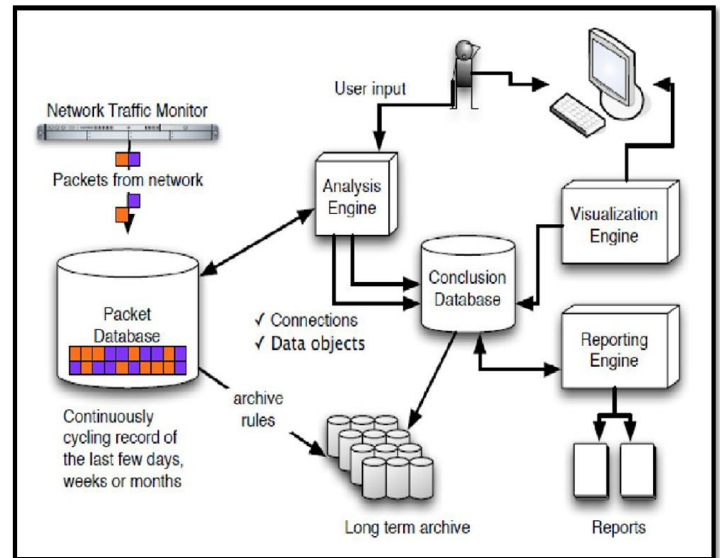 User input
Network Traffic Monitor
Packets from network
Analysis
Engine
Visualization
Engine
Packet
Database
Conclusion
Database
✓ Connections
✓ Data objects
Reporting
Engine
archive
rules
Continuously
cycling record of
the last few days,
weeks or months
Long term archive
Reports